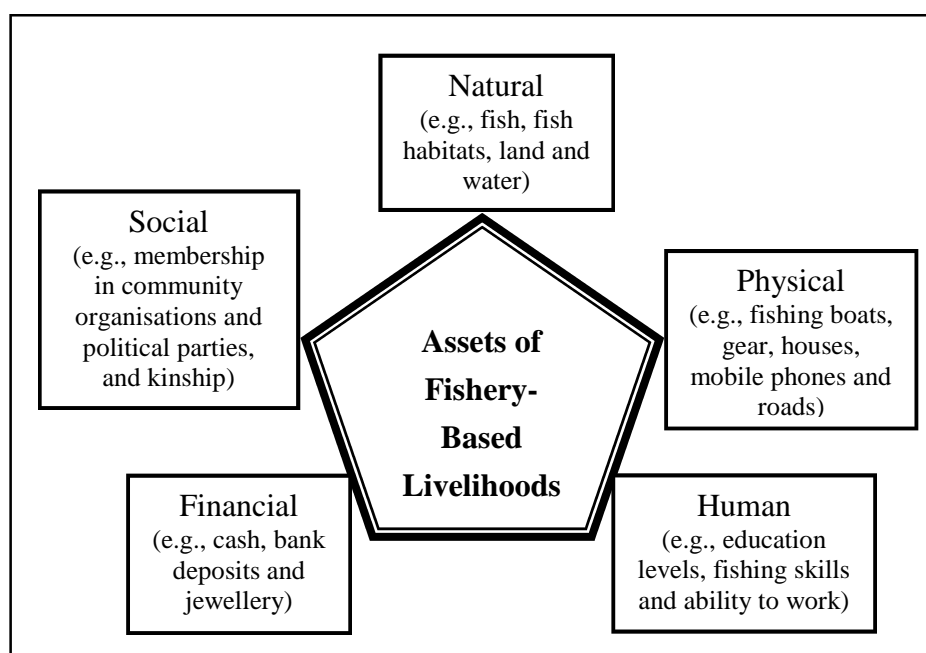 Natural
(e.g., fish, fish
habitats, land and
water)
Social
(e.g., membership
in community
organisations and
political parties,
and kinship)
Physical
(e.g., fishing boats,
gear, houses,
mobile phones and
roads)
Assets of
Fishery-
Based
Livelihoods
Financial
(e.g., cash, bank
deposits and
jewellery)
Human
(e.g., education
levels, fishing skills
and ability to work)